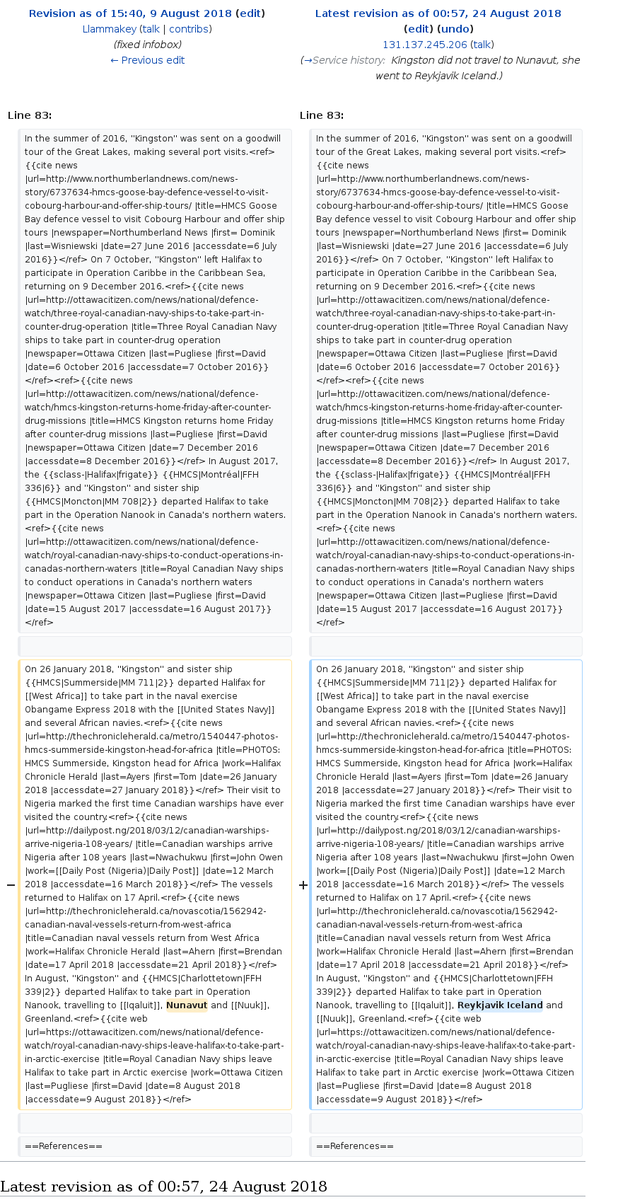 Revision as of 15:40, 9 August 2018 (edit)
Llammakey (talk | contribs)
(fixed infobox)
← Previous edit
Latest revision as of 00:57, 24 August 2018
(edit) (undo)
131.137.245.206 (talk)
(→Service history: Kingston did not travel to Nunavut, she
went to Reykjavik Iceland.)
Line 83:
Line 83:
In the summer of 2016, ''Kingston'' was sent on a goodwill
tour of the Great Lakes, making several port visits.<ref>
{{cite news
|url=http://www.northumberlandnews.com/news-
story/6737634-hmcs-goose-bay-defence-vessel-to-visit-
cobourg-harbour-and-offer-ship-tours/ |title=HMCS Goose
Bay defence vessel to visit Cobourg Harbour and offer ship
tours |newspaper=Northumberland News |first= Dominik
|last=Wisniewski |date=27 June 2016 |accessdate=6 July
2016}}</ref> On 7 October, ''Kingston'' left Halifax to
participate in Operation Caribbe in the Caribbean Sea,
returning on 9 December 2016.<ref>{{cite news
|url=http://ottawacitizen.com/news/national/defence-
watch/three-royal-canadian-navy-ships-to-take-part-in-
counter-drug-operation |title=Three Royal Canadian Navy
ships to take part in counter-drug operation
|newspaper=Ottawa Citizen |last=Pugliese |first=David
|date=6 October 2016 |accessdate=7 October 2016}}
</ref><ref>{{cite news
|url=http://ottawacitizen.com/news/national/defence-
watch/hmcs-kingston-returns-home-friday-after-counter-
drug-missions |title=HMCS Kingston returns home Friday
after counter-drug missions |last=Pugliese |first=David
|newspaper=Ottawa Citizen |date=7 December 2016
|accessdate=8 December 2016}}</ref> In August 2017,
the {{sclass-|Halifax|frigate}} {{HMCS|Montréal|FFH
336|6}} and ''Kingston'' and sister ship
{{HMCS|Moncton|MM 708|2}} departed Halifax to take
part in the Operation Nanook in Canada's northern waters.
<ref>{{cite news
|url=http://ottawacitizen.com/news/national/defence-
watch/royal-canadian-navy-ships-to-conduct-operations-in-
canadas-northern-waters |title=Royal Canadian Navy ships
to conduct operations in Canada's northern waters
|newspaper=Ottawa Citizen |last=Pugliese |first=David
|date=15 August 2017 |accessdate=16 August 2017}}
</ref>
In the summer of 2016, ''Kingston'' was sent on a goodwill
tour of the Great Lakes, making several port visits.<ref>
{{cite news
|url=http://www.northumberlandnews.com/news-
story/6737634-hmcs-goose-bay-defence-vessel-to-visit-
cobourg-harbour-and-offer-ship-tours/ |title=HMCS Goose
Bay defence vessel to visit Cobourg Harbour and offer ship
tours |newspaper=Northumberland News |first= Dominik
|last=Wisniewski |date=27 June 2016 |accessdate=6 July
2016}}</ref> On 7 October, ''Kingston'' left Halifax to
participate in Operation Caribbe in the Caribbean Sea,
returning on 9 December 2016.<ref>{{cite news
|url=http://ottawacitizen.com/news/national/defence-
watch/three-royal-canadian-navy-ships-to-take-part-in-
counter-drug-operation |title=Three Royal Canadian Navy
ships to take part in counter-drug operation
|newspaper=Ottawa Citizen |last=Pugliese |first=David
|date=6 October 2016 |accessdate=7 October 2016}}
</ref><ref>{{cite news
|url=http://ottawacitizen.com/news/national/defence-
watch/hmcs-kingston-returns-home-friday-after-counter-
drug-missions |title=HMCS Kingston returns home Friday
after counter-drug missions |last=Pugliese |first=David
|newspaper=Ottawa Citizen |date=7 December 2016
|accessdate=8 December 2016}}</ref> In August 2017,
the {{sclass-|Halifax|frigate}} {{HMCS|Montréal|FFH
336|6}} and ''Kingston'' and sister ship
{{HMCS|Moncton|MM 708|2}} departed Halifax to take
part in the Operation Nanook in Canada's northern waters.
<ref>{{cite news
|url=http://ottawacitizen.com/news/national/defence-
watch/royal-canadian-navy-ships-to-conduct-operations-in-
canadas-northern-waters |title=Royal Canadian Navy ships
to conduct operations in Canada's northern waters
|newspaper=Ottawa Citizen |last=Pugliese |first=David
|date=15 August 2017 |accessdate=16 August 2017}}
</ref>
−
On 26 January 2018, ''Kingston'' and sister ship
{{HMCS|Summerside|MM 711|2}} departed Halifax for
[[West Africa]] to take part in the naval exercise
Obangame Express 2018 with the [[United States Navy]]
and several African navies.<ref>{{cite news
|url=http://thechronicleherald.ca/metro/1540447-photos-
hmcs-summerside-kingston-head-for-africa |title=PHOTOS:
HMCS Summerside, Kingston head for Africa |work=Halifax
Chronicle Herald |last=Ayers |first=Tom |date=26 January
2018 |accessdate=27 January 2018}}</ref> Their visit to
Nigeria marked the first time Canadian warships have ever
visited the country.<ref>{{cite news
|url=http://dailypost.ng/2018/03/12/canadian-warships-
arrive-nigeria-108-years/ |title=Canadian warships arrive
Nigeria after 108 years |last=Nwachukwu |first=John Owen
|work=[[Daily Post (Nigeria)|Daily Post]] |date=12 March
2018 |accessdate=16 March 2018}}</ref> The vessels
returned to Halifax on 17 April.<ref>{{cite news
|url=http://thechronicleherald.ca/novascotia/1562942-
canadian-naval-vessels-return-from-west-africa
|title=Canadian naval vessels return from West Africa
|work=Halifax Chronicle Herald |last=Ahern |first=Brendan
|date=17 April 2018 |accessdate=21 April 2018}}</ref>
In August, ''Kingston'' and {{HMCS|Charlottetown|FFH
339|2}} departed Halifax to take part in Operation
Nanook, travelling to [[Iqaluit]], Nunavut and [[Nuuk]],
Greenland.<ref>{{cite web
|url=https://ottawacitizen.com/news/national/defence-
watch/royal-canadian-navy-ships-leave-halifax-to-take-part-
in-arctic-exercise |title=Royal Canadian Navy ships leave
Halifax to take part in Arctic exercise |work=Ottawa Citizen
|last=Pugliese |first=David |date=8 August 2018
|accessdate=9 August 2018}}</ref>
+
On 26 January 2018, ''Kingston'' and sister ship
{{HMCS|Summerside|MM 711|2}} departed Halifax for
[[West Africa]] to take part in the naval exercise
Obangame Express 2018 with the [[United States Navy]]
and several African navies.<ref>{{cite news
|url=http://thechronicleherald.ca/metro/1540447-photos-
hmcs-summerside-kingston-head-for-africa |title=PHOTOS:
HMCS Summerside, Kingston head for Africa |work=Halifax
Chronicle Herald |last=Ayers |first=Tom |date=26 January
2018 |accessdate=27 January 2018}}</ref> Their visit to
Nigeria marked the first time Canadian warships have ever
visited the country.<ref>{{cite news
|url=http://dailypost.ng/2018/03/12/canadian-warships-
arrive-nigeria-108-years/ |title=Canadian warships arrive
Nigeria after 108 years |last=Nwachukwu |first=John Owen
|work=[[Daily Post (Nigeria)|Daily Post]] |date=12 March
2018 |accessdate=16 March 2018}}</ref> The vessels
returned to Halifax on 17 April.<ref>{{cite news
|url=http://thechronicleherald.ca/novascotia/1562942-
canadian-naval-vessels-return-from-west-africa
|title=Canadian naval vessels return from West Africa
|work=Halifax Chronicle Herald |last=Ahern |first=Brendan
|date=17 April 2018 |accessdate=21 April 2018}}</ref>
In August, ''Kingston'' and {{HMCS|Charlottetown|FFH
339|2}} departed Halifax to take part in Operation
Nanook, travelling to [[Iqaluit]], Reykjavik Iceland and
[[Nuuk]], Greenland.<ref>{{cite web
|url=https://ottawacitizen.com/news/national/defence-
watch/royal-canadian-navy-ships-leave-halifax-to-take-part-
in-arctic-exercise |title=Royal Canadian Navy ships leave
Halifax to take part in Arctic exercise |work=Ottawa Citizen
|last=Pugliese |first=David |date=8 August 2018
|accessdate=9 August 2018}}</ref>
==References==
==References==
Latest revision as of 00:57, 24 August 2018